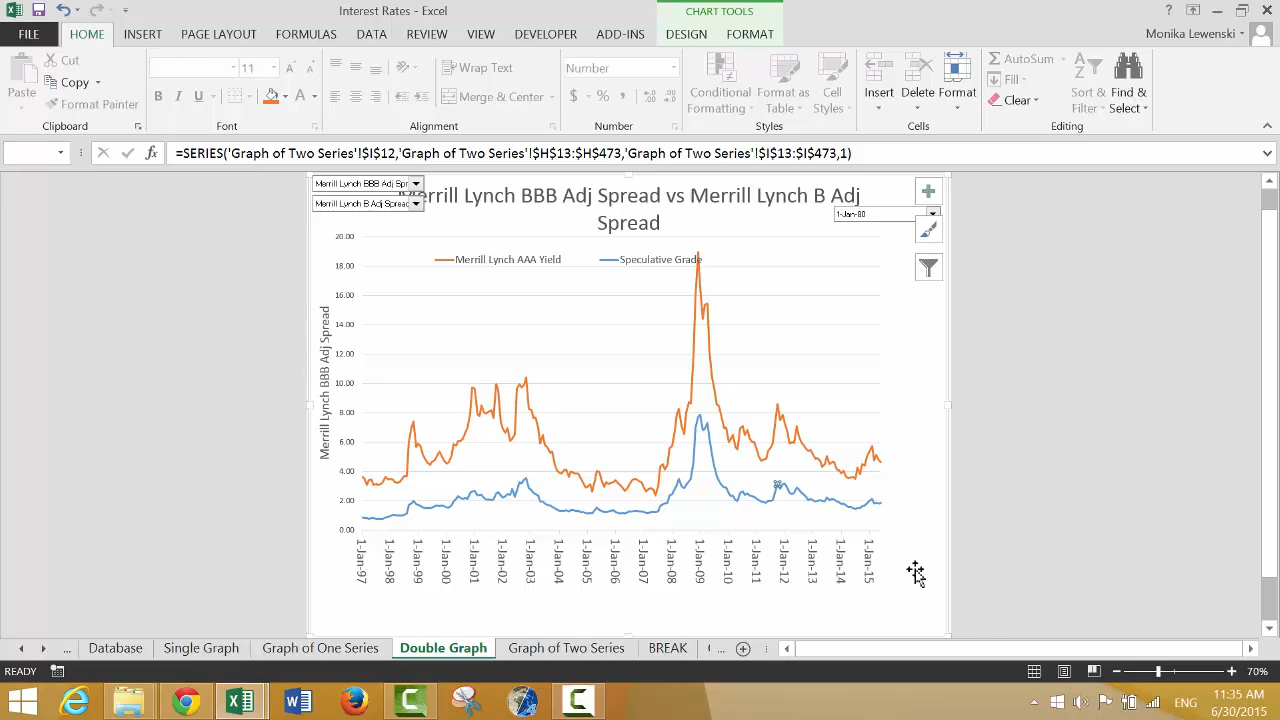 Interest Rates - Excel
CHART TOOLS
?
FILE HOME INSERT PAGE LAYOUT FORMULAS DATA REVIEW VIEW DEVELOPER ADD-INS DESIGN FORMAT Monika Lewenski
Paste
Cut
Copy
Format Painter
Clipboard
11
B I U
Font
Wrap Text
Merge & Center
Alignment
Number
$ % ,
Number
Conditional Formatting
Format as Table
Cell Styles
Styles
Insert
Delete
Format
Cells
AutoSum
Fill
Clear
Sort & Filter
Find & Select
Editing
fx =SERIES('Graph of Two Series'!$I$12,'Graph of Two Series'!$H$13:$H$473,'Graph of Two Series'!$I$13:$I$473,1)
Merrill Lynch BBB Adj Spr
Merrill Lynch B Adj Spread
Merrill Lynch BBB Adj Spread vs Merrill Lynch B Adj
Spread
1-Jan-80
Merrill Lynch AAA Yield
Speculative Grade
Merrill Lynch BBB Adj Spread
20.00
18.00
16.00
14.00
12.00
10.00
8.00
6.00
4.00
2.00
0.00
1-Jan-97
1-Jan-98
1-Jan-99
1-Jan-00
1-Jan-01
1-Jan-02
1-Jan-03
1-Jan-04
1-Jan-05
1-Jan-06
1-Jan-07
1-Jan-08
1-Jan-09
1-Jan-10
1-Jan-11
1-Jan-12
1-Jan-13
1-Jan-14
1-Jan-15
... Database Single Graph Graph of One Series Double Graph Graph of Two Series BREAK ...
READY
70%
ENG
11:35 AM
6/30/2015